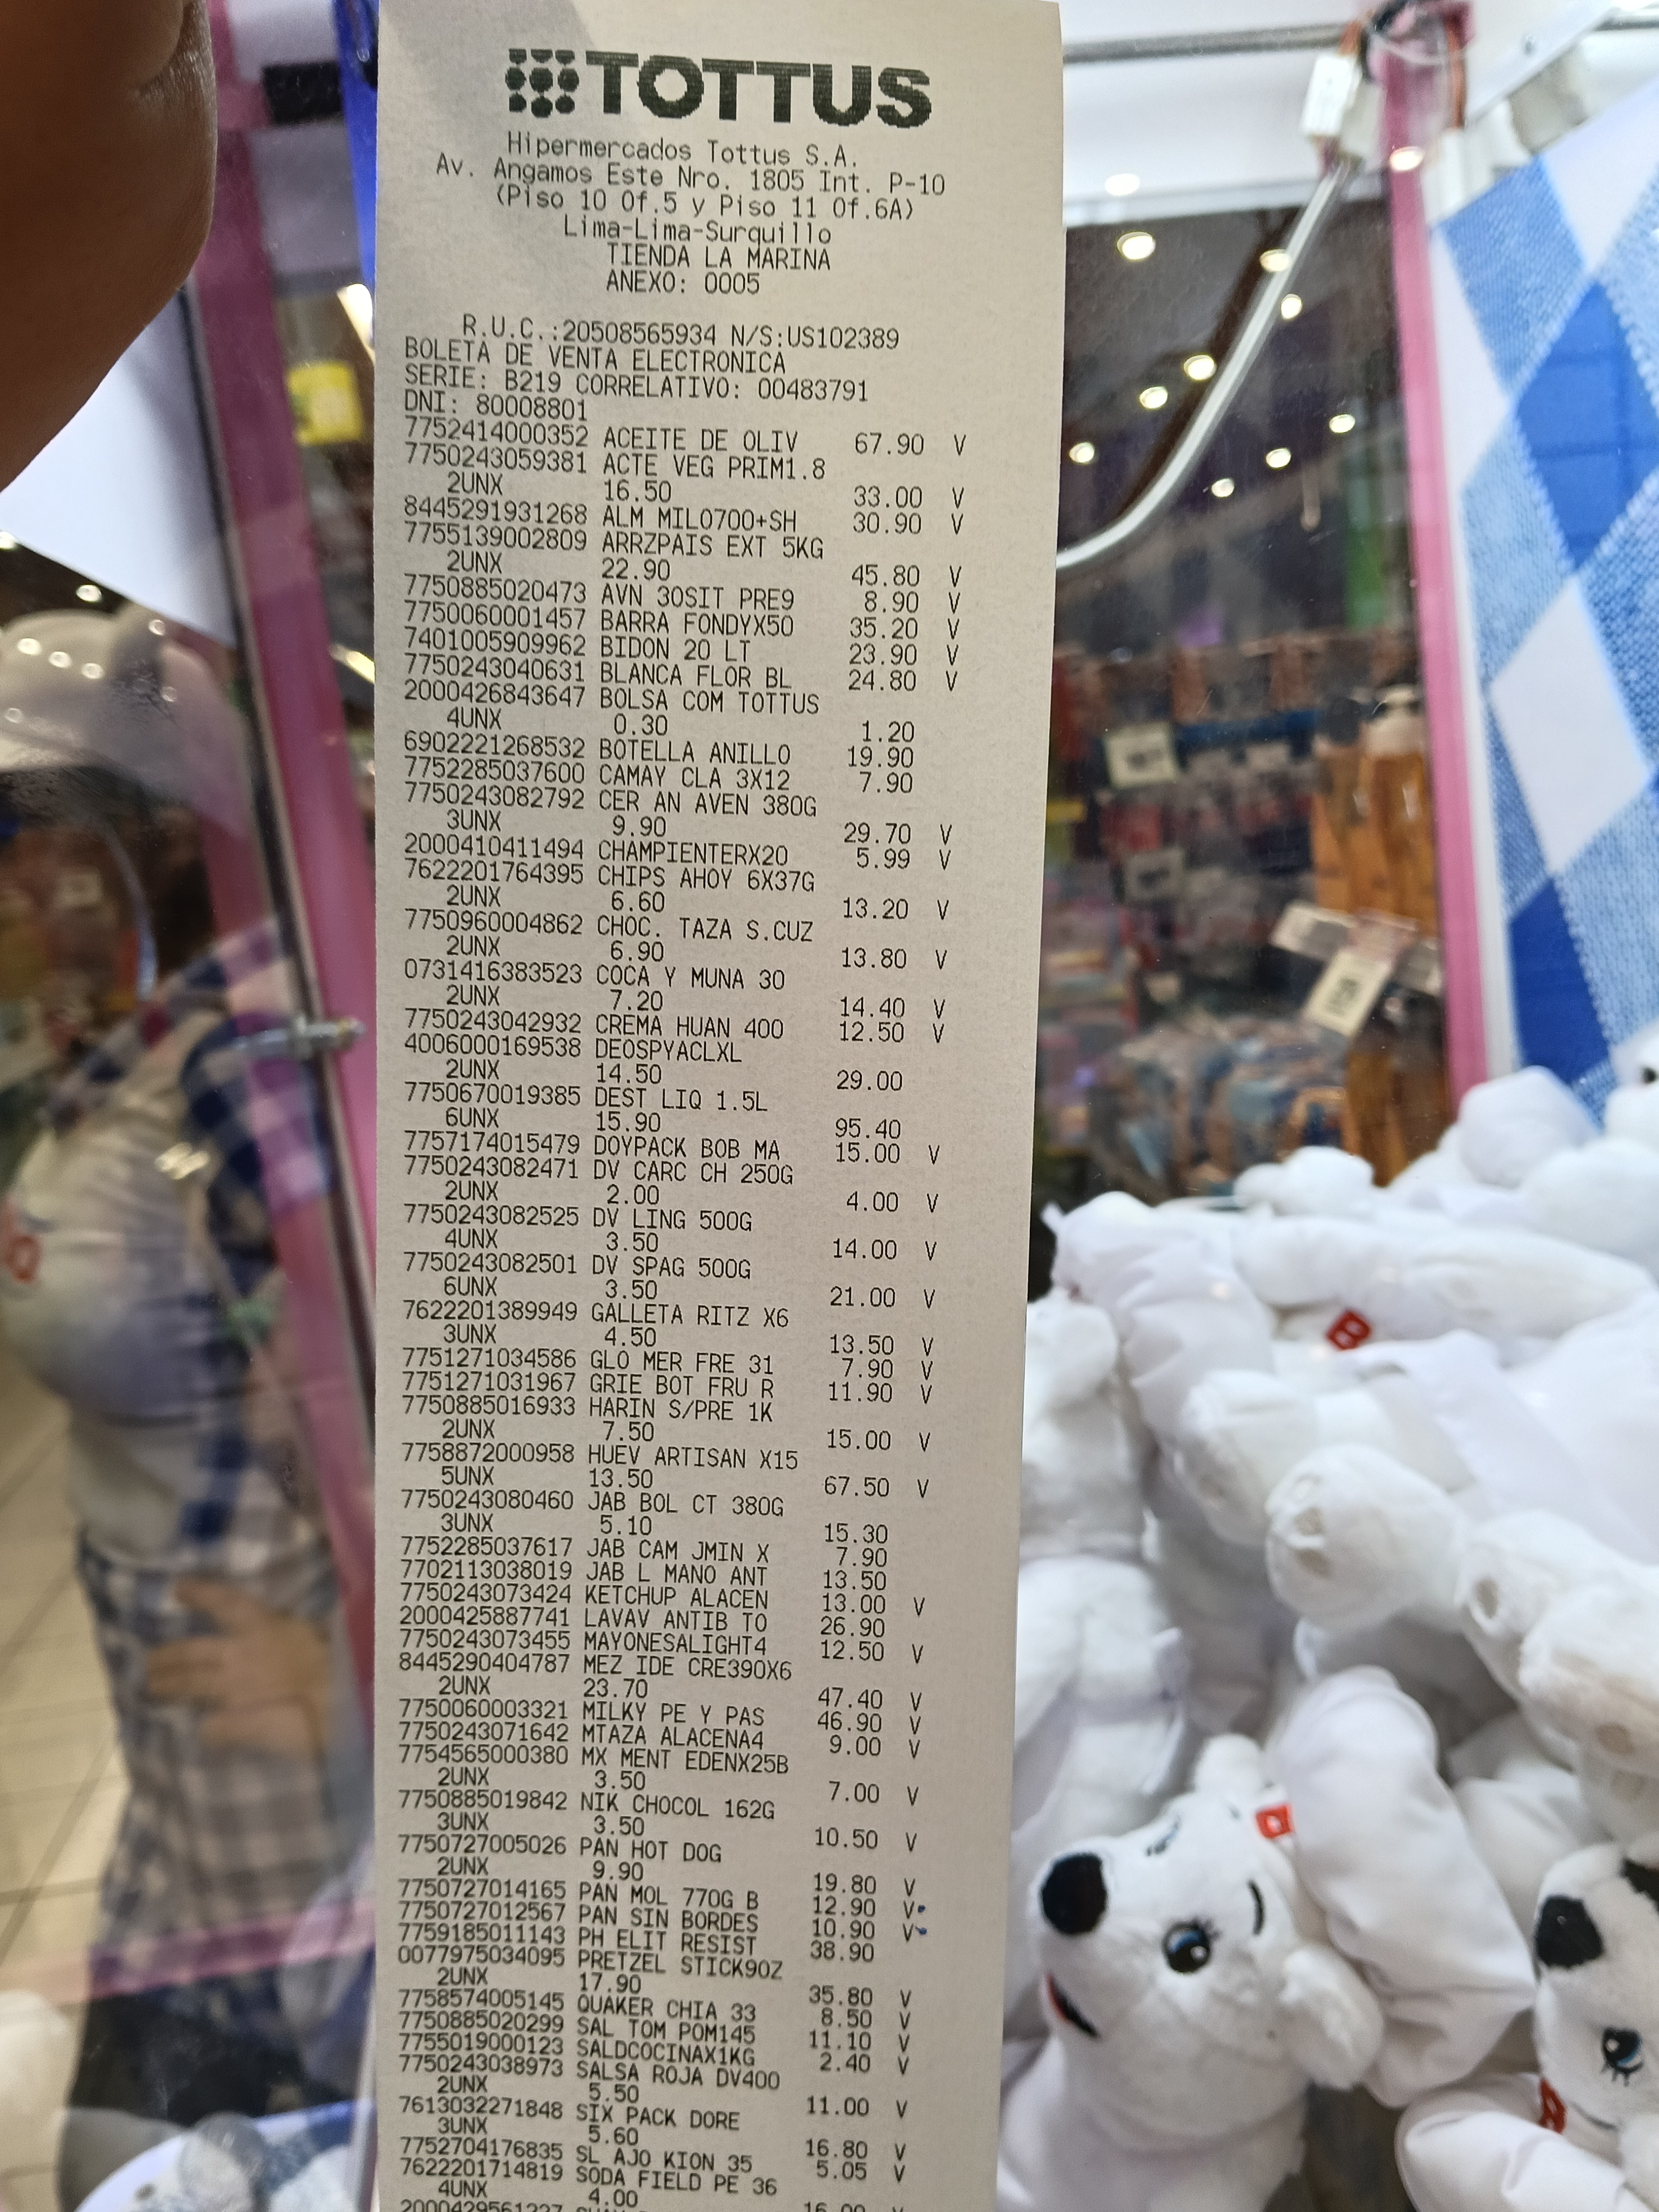 TOTTUS
Hipermercados Tottus S.A.
Av. Angamos Este Nro. 1805 Int. P-10
(Piso 10 Of.5 y Piso 11 Of.6A)
Lima-Lima-Surquillo
TIENDA LA MARINA
ANEXO: 0005
R.U.C.:20508565934 N/S:US102389
BOLETA DE VENTA ELECTRONICA
SERIE: B219 CORRELATIVO: 00483791
DNI: 80008801
7752414000352 ACEITE DE OLIV 67.90 V
7750243059381 ACTE VEG PRIM1.8
2UNX 16.50 33.00 V
8445291931268 ALM MILO700+SH 30.90 V
7755139002809 ARRZPAIS EXT 5KG
2UNX 22.90 45.80 V
7750885020473 AVN 30SIT PRE9 8.90 V
7750060001457 BARRA FONDYX50 35.20 V
7401005909962 BIDON 20 LT 23.90 V
7750243040631 BLANCA FLOR BL 24.80 V
2000426843647 BOLSA COM TOTTUS
4UNX 0.30 1.20
6902221268532 BOTELLA ANILLO 19.90
7752285037600 CAMAY CLA 3X12 7.90
7750243082792 CER AN AVEN 380G
3UNX 9.90 29.70 V
2000410411494 CHAMPIENTERX20 5.99 V
7622201764395 CHIPS AHOY 6X37G
2UNX 6.60 13.20 V
7750960004862 CHOC. TAZA S.CUZ
2UNX 6.90 13.80 V
0731416383523 COCA Y MUNA 30
2UNX 7.20 14.40 V
7750243042932 CREMA HUAN 400 12.50 V
4006000169538 DEOSPYACLXL
2UNX 14.50 29.00
7750670019385 DEST LIQ 1.5L
6UNX 15.90 95.40
7757174015479 DOYPACK BOB MA 15.00 V
7750243082471 DV CARC CH 250G
2UNX 2.00 4.00 V
7750243082525 DV LING 500G
4UNX 3.50 14.00 V
7750243082501 DV SPAG 500G
6UNX 3.50 21.00 V
7622201389949 GALLETA RITZ X6
3UNX 4.50 13.50 V
7751271034586 GLO MER FRE 31 7.90 V
7751271031967 GRIE BOT FRU R 11.90 V
7750885016933 HARIN S/PRE 1K
2UNX 7.50 15.00 V
7758872000958 HUEV ARTISAN X15
5UNX 13.50 67.50 V
7750243080460 JAB BOL CT 380G
3UNX 5.10 15.30
7752285037617 JAB CAM JMIN X 7.90
7702113038019 JAB L MANO ANT 13.50
7750243073424 KETCHUP ALACEN 13.00 V
2000425887741 LAVAV ANTIB TO 26.90
7750243073455 MAYONESALIGHT4 12.50 V
8445290404787 MEZ IDE CRE390X6
2UNX 23.70 47.40 V
7750060003321 MILKY PE Y PAS 46.90 V
7750243071642 MTAZA ALACENA4 9.00 V
7754565000380 MX MENT EDENX25B
2UNX 3.50 7.00 V
7750885019842 NIK CHOCOL 162G
3UNX 3.50 10.50 V
7750727005026 PAN HOT DOG
2UNX 9.90 19.80 V
7750727014165 PAN MOL 770G B 12.90 V
7750727012567 PAN SIN BORDES 10.90 V
7759185011143 PH ELIT RESIST 38.90
0077975034095 PRETZEL STICK90Z
2UNX 17.90 35.80 V
7758574005145 QUAKER CHIA 33 8.50 V
7750885020299 SAL TOM POM145 11.10 V
7755019000123 SALDCOCINAX1KG 2.40 V
7750243038973 SALSA ROJA DV400
2UNX 5.50 11.00 V
7613032271848 SIX PACK DORE
3UNX 5.60 16.80 V
7752704176835 SL AJO KION 35 5.05 V
7622201714819 SODA FIELD PE 36
4UNX 4.00 16.00 V